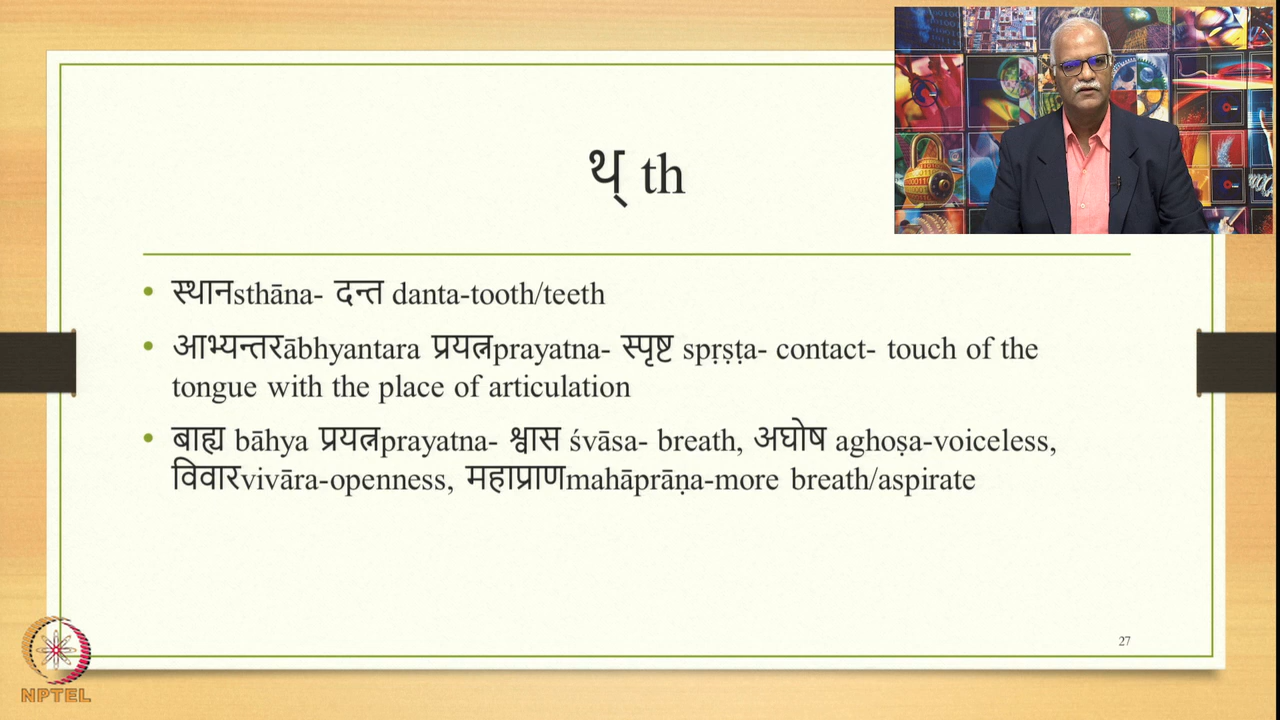 थ् th
स्थानsthāna- दन्त danta-tooth/teeth
आभ्यन्तरābhyantara प्रयत्नprayatna- स्पृष्ट spṛṣṭa- contact- touch of the
tongue with the place of articulation
बाह्य bāhya प्रयत्नprayatna- श्वास śvāsa- breath, अघोष aghoṣa-voiceless,
विवारvivāra-openness, महाप्राणmahāprāṇa-more breath/aspirate
27
NPTEL